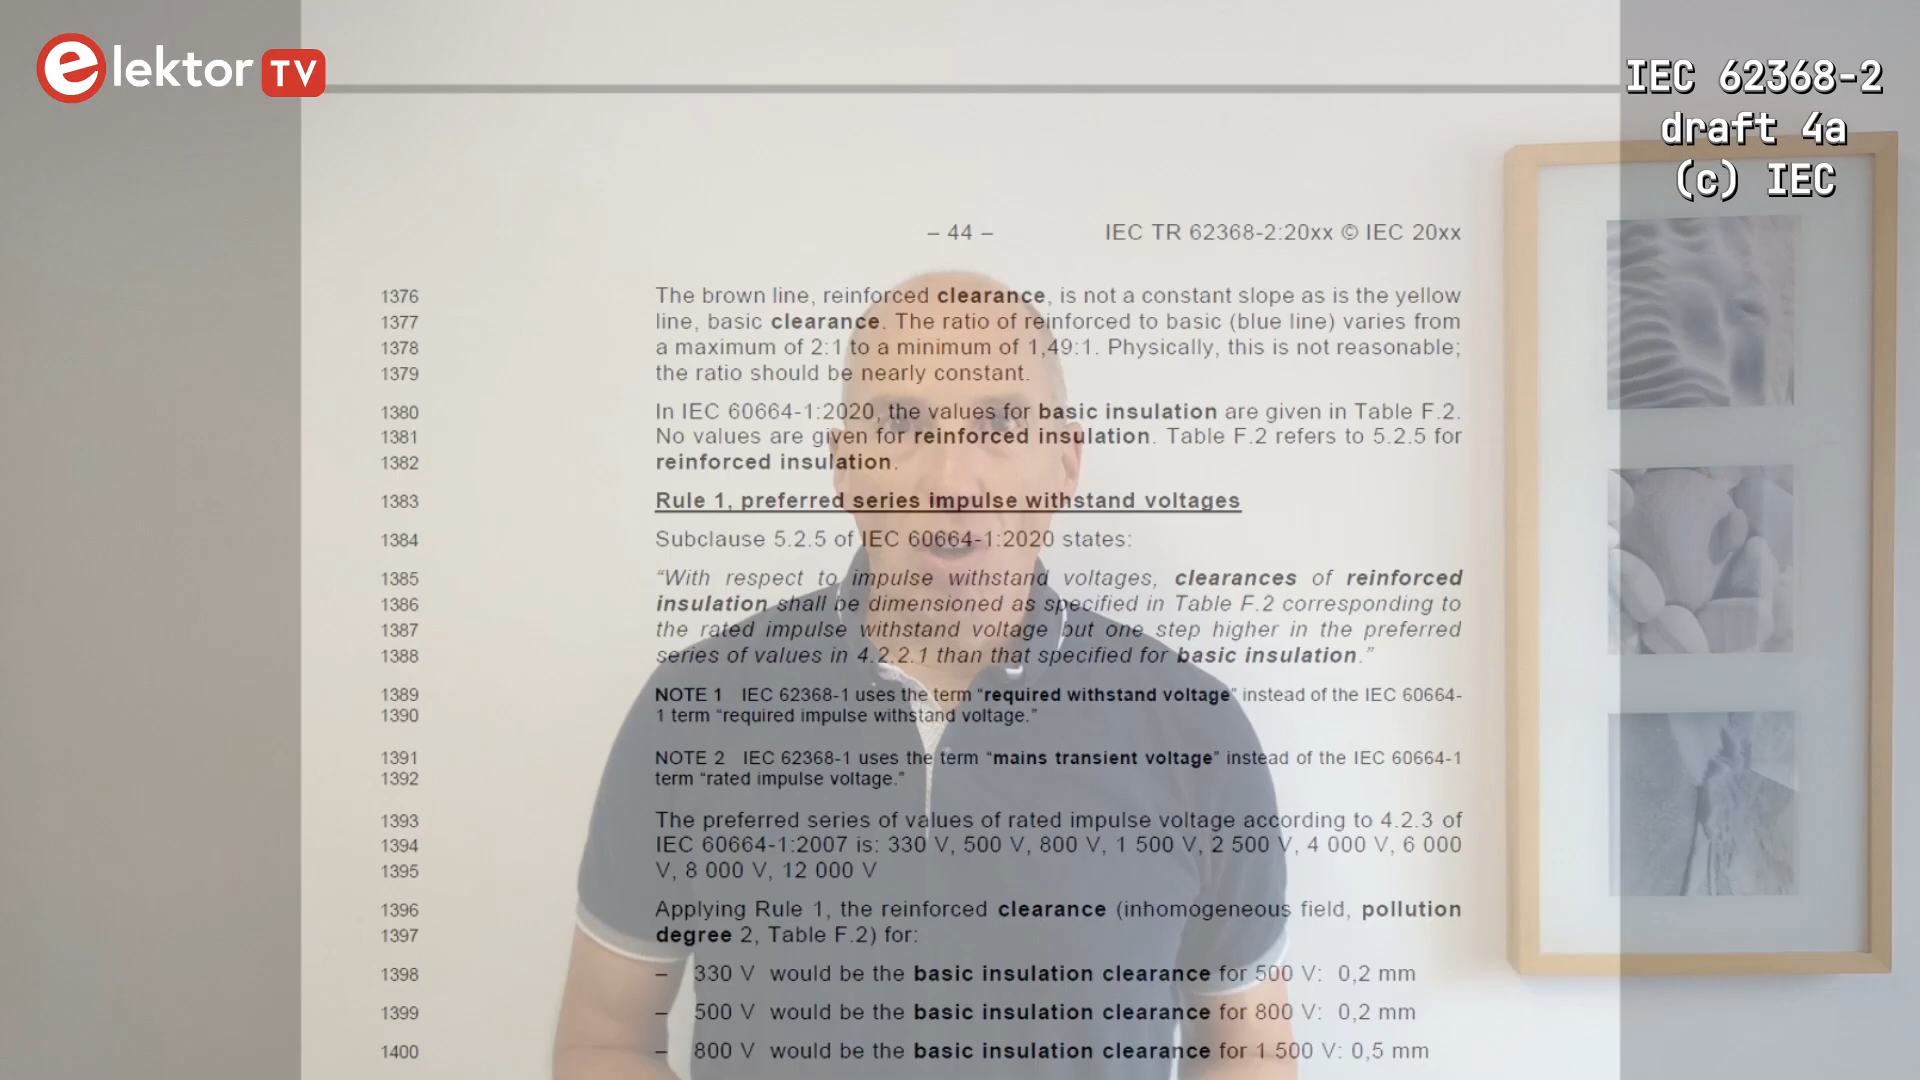 elektor TV
IEC 62368-2
draft 4a
(c) IEC
– 44 –
IEC TR 62368-2:20xx © IEC 20xx
1376 The brown line, reinforced clearance, is not a constant slope as is the yellow
1377 line, basic clearance. The ratio of reinforced to basic (blue line) varies from
1378 a maximum of 2:1 to a minimum of 1,49:1. Physically, this is not reasonable;
1379 the ratio should be nearly constant.
1380 In IEC 60664-1:2020, the values for basic insulation are given in Table F.2.
1381 No values are given for reinforced insulation. Table F.2 refers to 5.2.5 for
1382 reinforced insulation.
1383 Rule 1, preferred series impulse withstand voltages
1384 Subclause 5.2.5 of IEC 60664-1:2020 states:
1385 “With respect to impulse withstand voltages, clearances of reinforced
1386 insulation shall be dimensioned as specified in Table F.2 corresponding to
1387 the rated impulse withstand voltage but one step higher in the preferred
1388 series of values in 4.2.2.1 than that specified for basic insulation.”
1389 NOTE 1 IEC 62368-1 uses the term “required withstand voltage” instead of the IEC 60664-
1390 1 term “required impulse withstand voltage.”
1391 NOTE 2 IEC 62368-1 uses the term “mains transient voltage” instead of the IEC 60664-1
1392 term “rated impulse voltage.”
1393 The preferred series of values of rated impulse voltage according to 4.2.3 of
1394 IEC 60664-1:2007 is: 330 V, 500 V, 800 V, 1 500 V, 2 500 V, 4 000 V, 6 000
1395 V, 8 000 V, 12 000 V
1396 Applying Rule 1, the reinforced clearance (inhomogeneous field, pollution
1397 degree 2, Table F.2) for:
1398 – 330 V would be the basic insulation clearance for 500 V: 0,2 mm
1399 – 500 V would be the basic insulation clearance for 800 V: 0,2 mm
1400 – 800 V would be the basic insulation clearance for 1 500 V: 0,5 mm